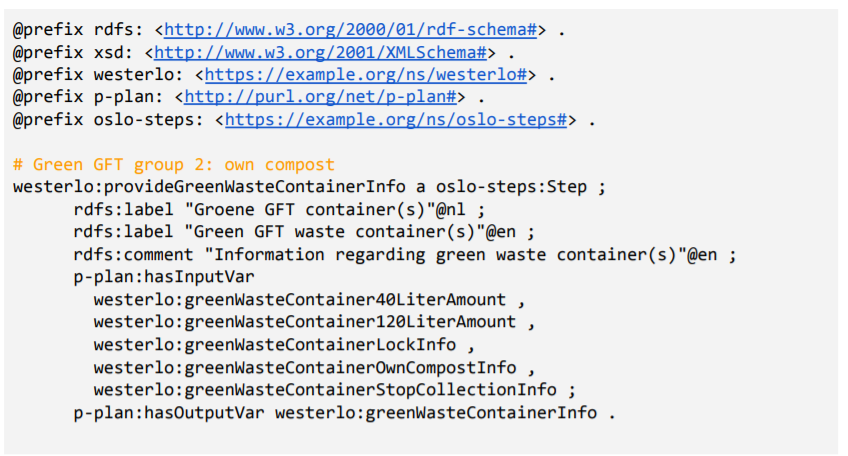 @prefix rdfs: <http://www.w3.org/2000/01/rdf-schema#> .
@prefix xsd: <http://www.w3.org/2001/XMLSchema#> .
@prefix westerlo: <https://example.org/ns/westerlo#> .
@prefix p-plan: <http://purl.org/net/p-plan#> .
@prefix oslo-steps: <https://example.org/ns/oslo-steps#> .

# Green GFT group 2: own compost
westerlo:provideGreenWasteContainerInfo a oslo-steps:Step ;
      rdfs:label "Groene GFT container(s)"@nl ;
      rdfs:label "Green GFT waste container(s)"@en ;
      rdfs:comment "Information regarding green waste container(s)"@en ;
      p-plan:hasInputVar
        westerlo:greenWasteContainer40LiterAmount ,
        westerlo:greenWasteContainer120LiterAmount ,
        westerlo:greenWasteContainerLockInfo ,
        westerlo:greenWasteContainerOwnCompostInfo ,
        westerlo:greenWasteContainerStopCollectionInfo ;
      p-plan:hasOutputVar westerlo:greenWasteContainerInfo .